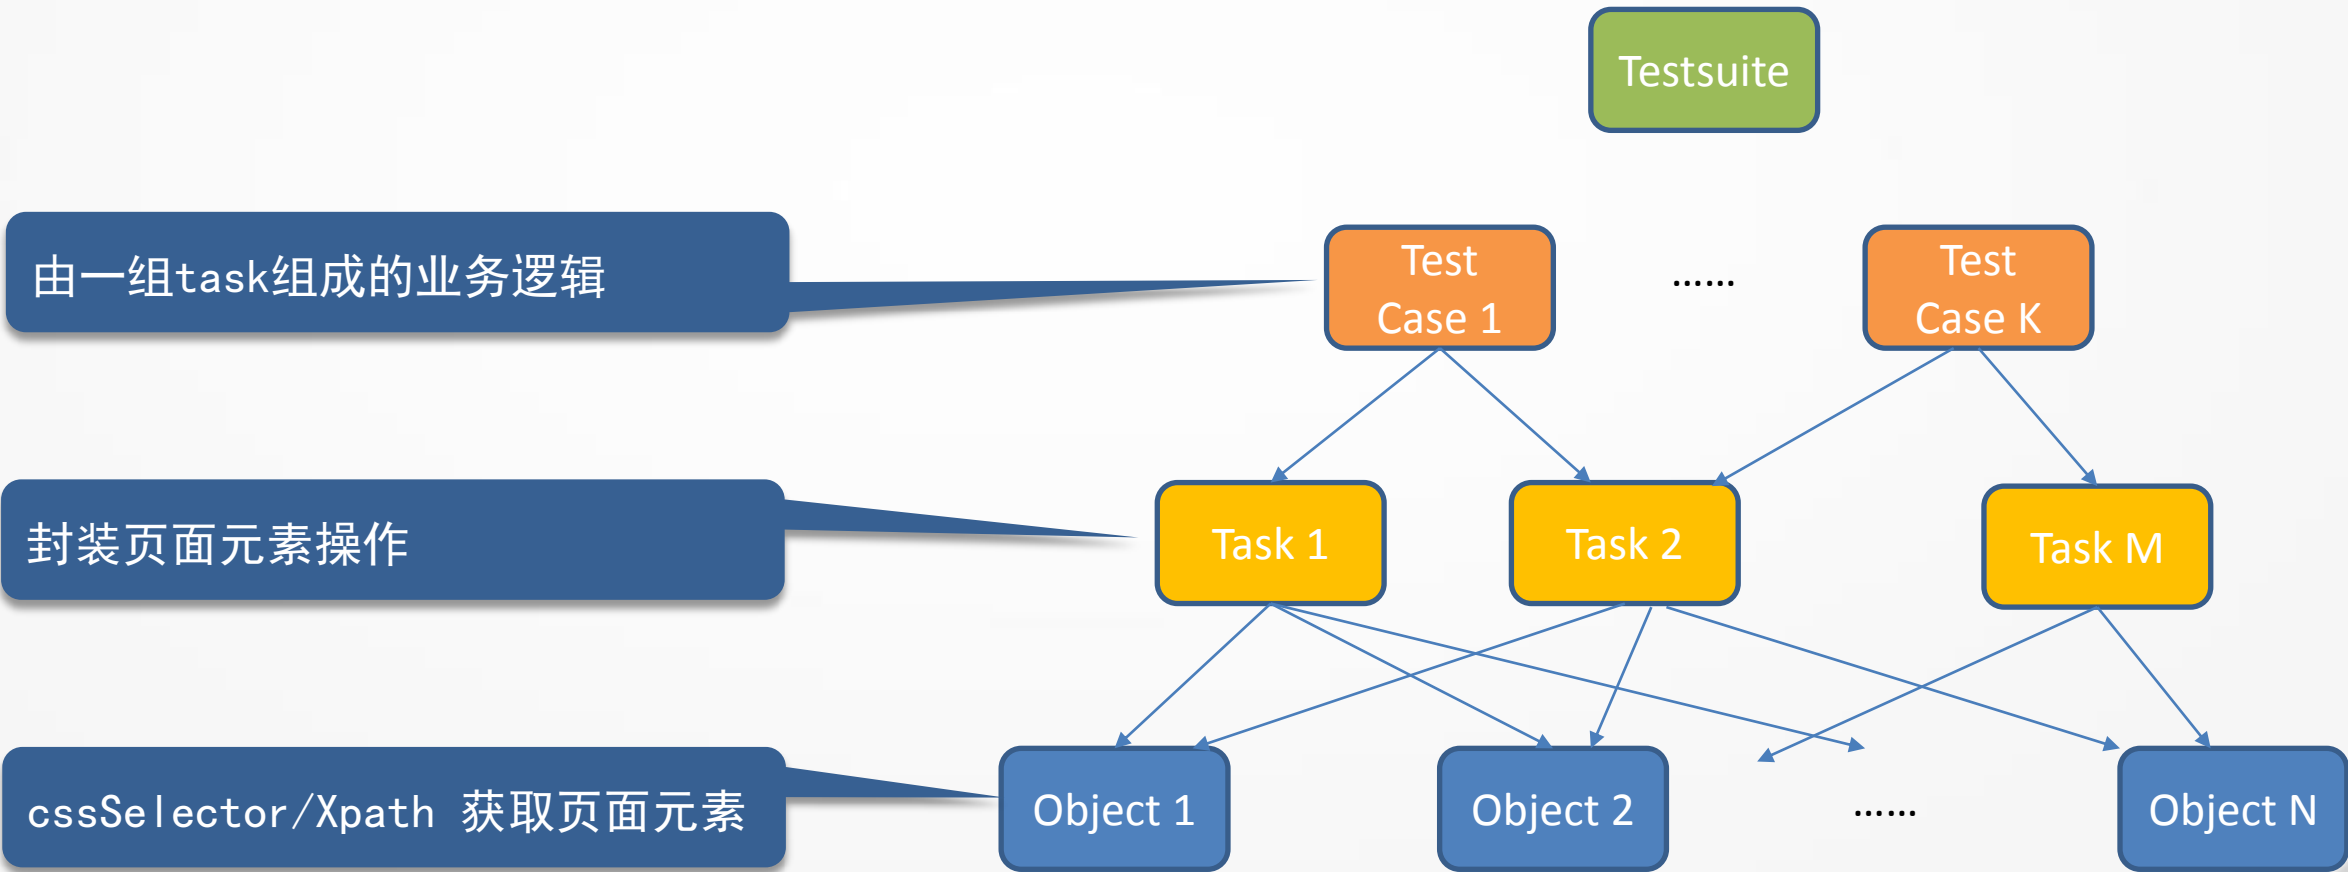 Testsuite
由一组task组成的业务逻辑
Test
Case 1
……
Test
Case K
封装页面元素操作
Task 1
Task 2
Task M
cssSelector/Xpath 获取页面元素
Object 1
Object 2
……
Object N